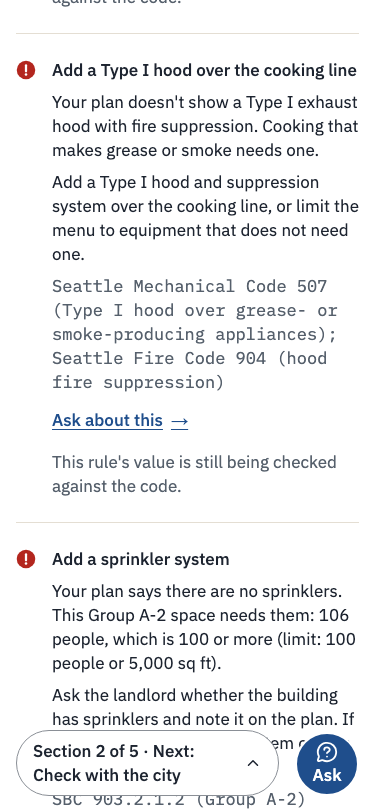 against the code.
Add a Type I hood over the cooking line
Your plan doesn't show a Type I exhaust
hood with fire suppression. Cooking that
makes grease or smoke needs one.
Add a Type I hood and suppression
system over the cooking line, or limit the
menu to equipment that does not need
one.
Seattle Mechanical Code 507
(Type I hood over grease- or
smoke-producing appliances);
Seattle Fire Code 904 (hood
fire suppression)
Ask about this →
This rule's value is still being checked
against the code.
Add a sprinkler system
Your plan says there are no sprinklers.
This Group A-2 space needs them: 106
people, which is 100 or more (limit: 100
people or 5,000 sq ft).
Ask the landlord whether the building
has sprinklers and note it on the plan. If
Section 2 of 5 · Next:
Check with the city
Ask
SBC 903.2.1.2 (Group A-2)